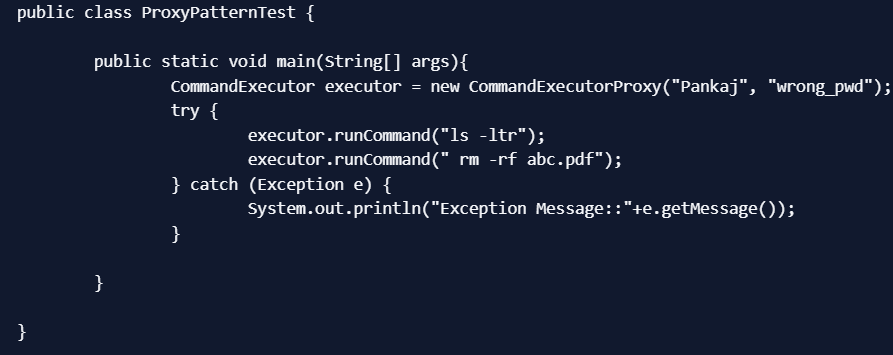 public class ProxyPatternTest {
public static void main(String[] args){
CommandExecutor executor = new CommandExecutorProxy("Pankaj", "wrong_pwd");
try {
executor.runCommand("ls -ltr");
executor.runCommand(" rm -rf abc.pdf");
} catch (Exception e) {
System.out.println("Exception Message::"+e.getMessage());
}
}
}